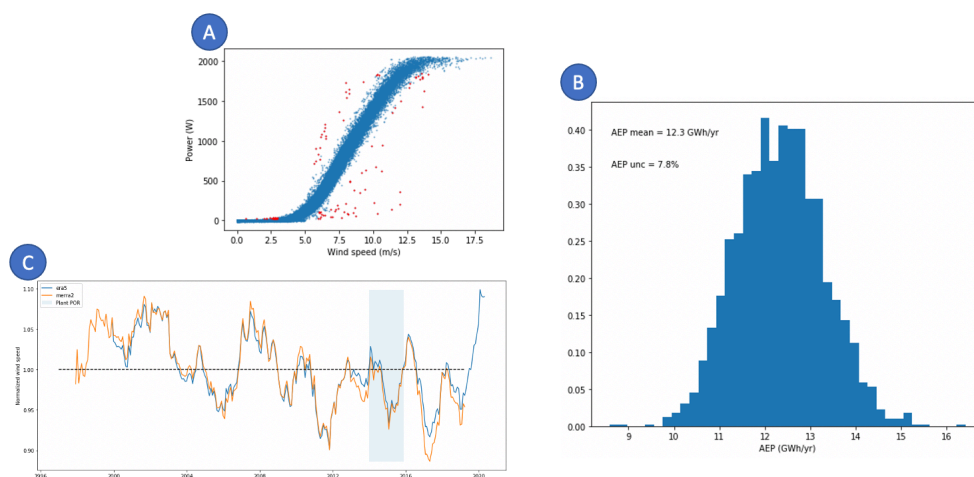 A
2000
1500
1000
500
0
Power (W)
0.0 2.5 5.0 7.5 10.0 12.5 15.0 17.5
Wind speed (m/s)
B
AEP mean = 12.3 GWh/yr
AEP unc = 7.8%
0.40
0.35
0.30
0.25
0.20
0.15
0.10
0.05
0.00
9 10 11 12 13 14 15 16
AEP (GWh/yr)
C
era5
merra2
Plant POR
1.10
1.05
1.00
0.95
0.90
Normalized wind speed
1996 2000 2004 2008 2012 2016 2020